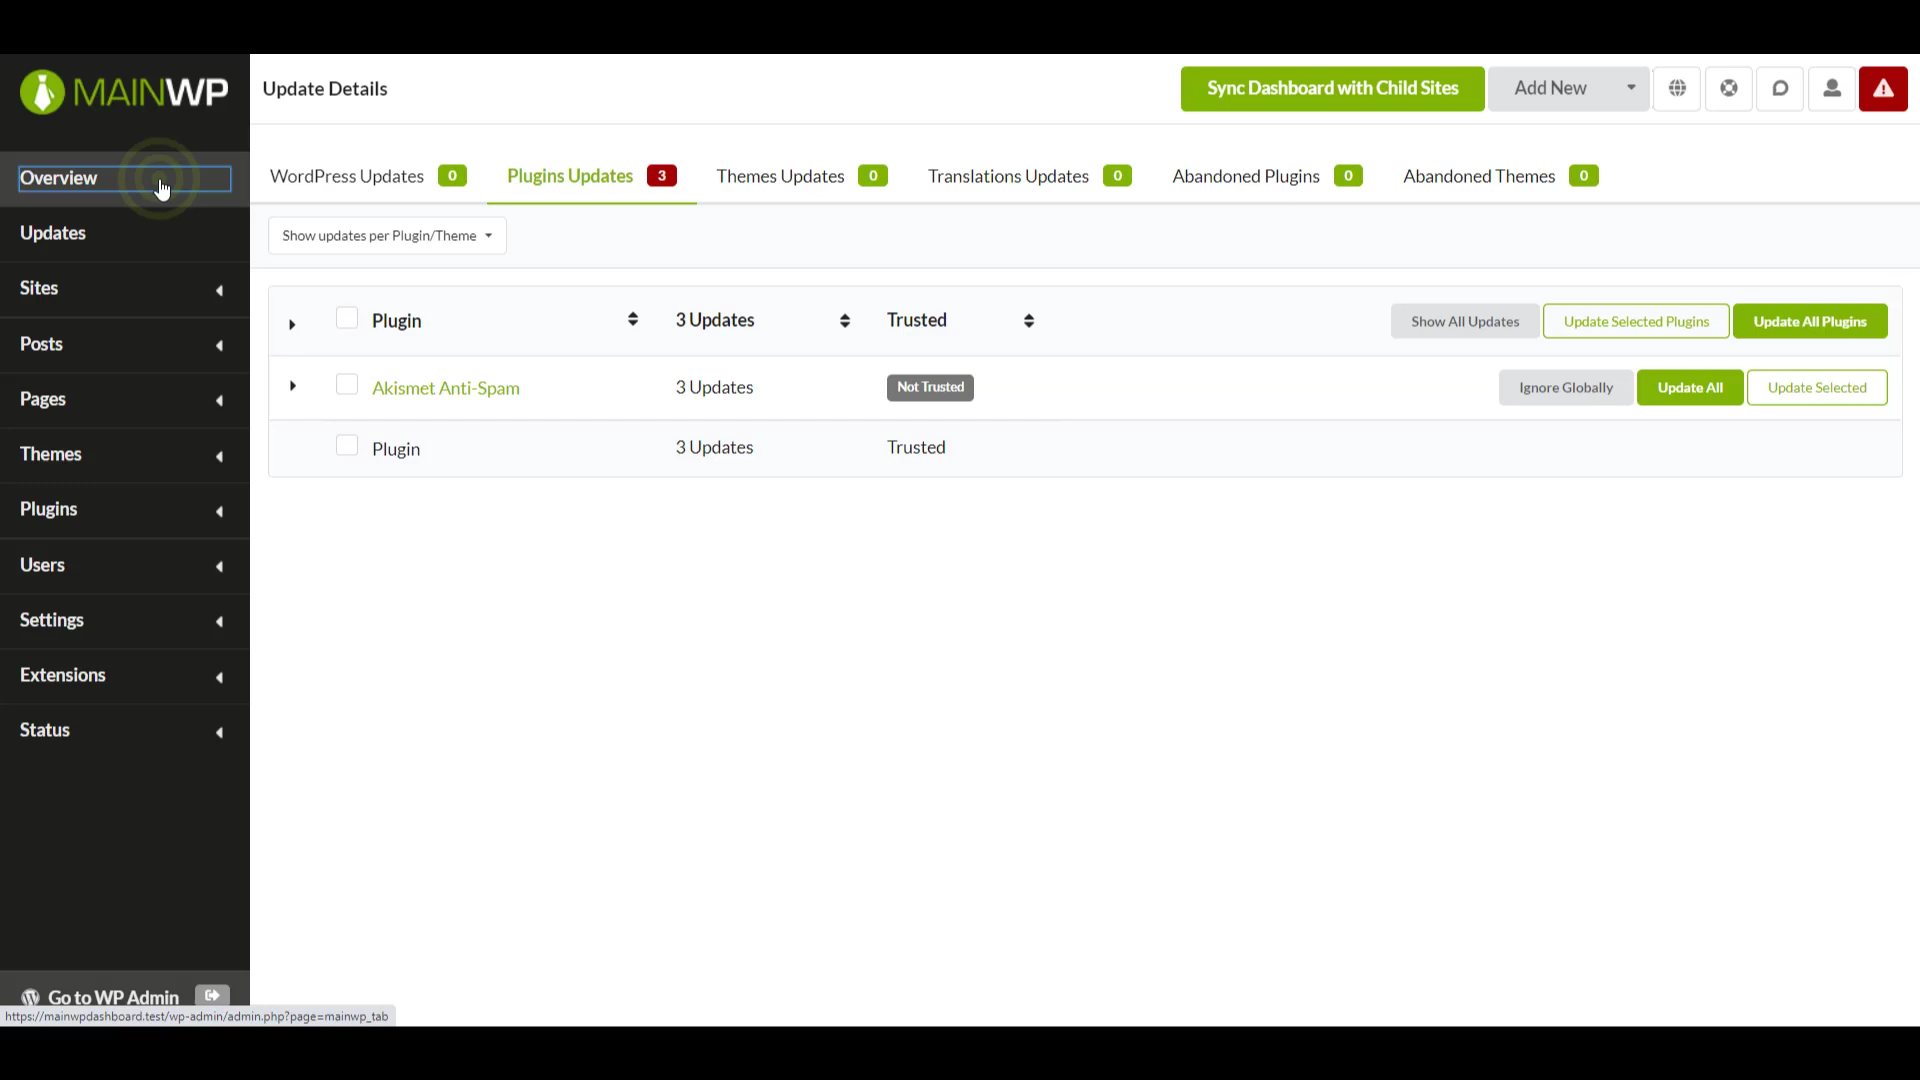 MAINWP
Update Details
Sync Dashboard with Child Sites
Add New
Overview
Updates
Sites
Posts
Pages
Themes
Plugins
Users
Settings
Extensions
Status
Go to WP Admin
WordPress Updates 0
Plugins Updates 3
Themes Updates 0
Translations Updates 0
Abandoned Plugins 0
Abandoned Themes 0
Show updates per Plugin/Theme
Plugin 3 Updates Trusted Show All Updates Update Selected Plugins Update All Plugins
Akismet Anti-Spam 3 Updates Not Trusted Ignore Globally Update All Update Selected
Plugin 3 Updates Trusted
https://mainwpdashboard.test/wp-admin/admin.php?page=mainwp_tab